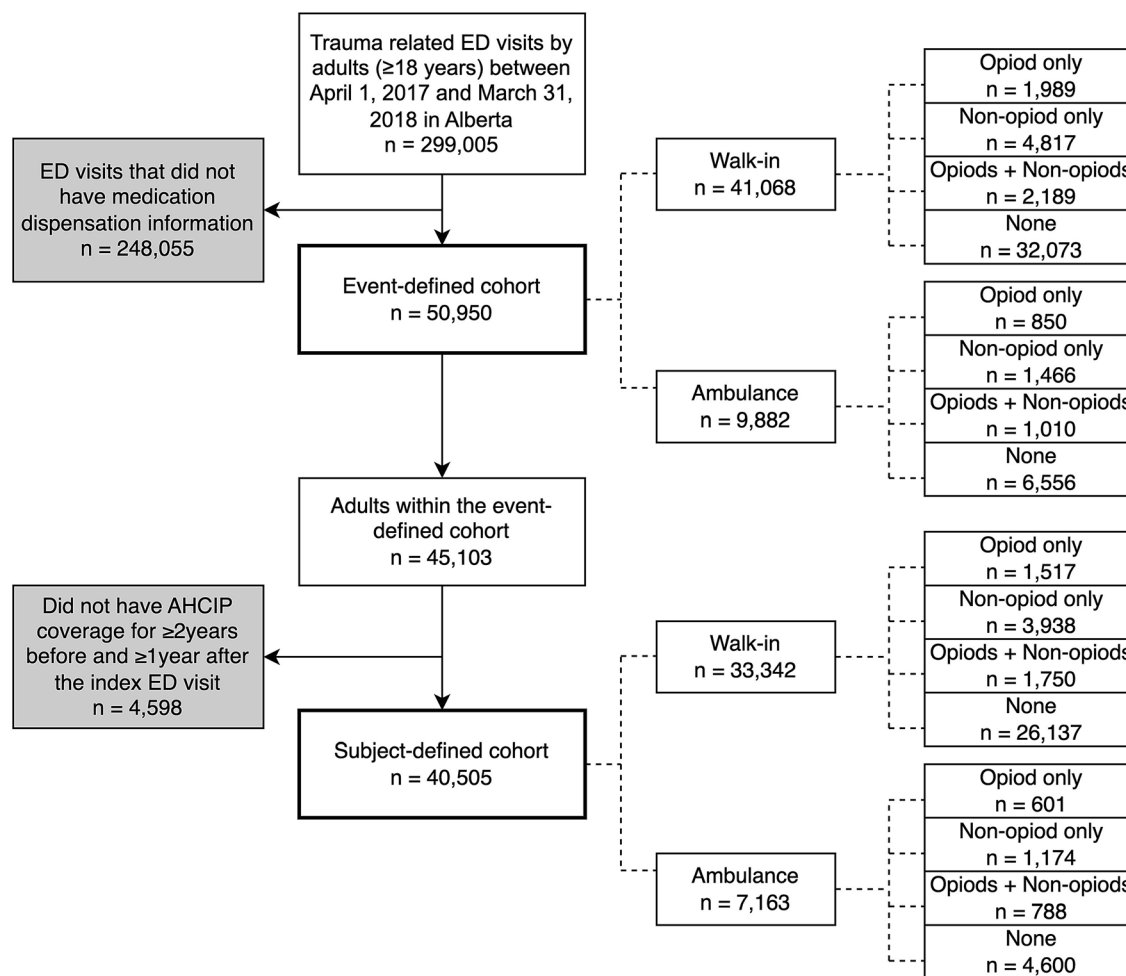 Trauma related ED visits by
adults (≥18 years) between
April 1, 2017 and March 31,
2018 in Alberta
n = 299,005
ED visits that did not
have medication
dispensation information
n = 248,055
Event-defined cohort
n = 50,950
Walk-in
n = 41,068
Opiod only
n = 1,989
Non-opiod only
n = 4,817
Opiods + Non-opiods
n = 2,189
None
n = 32,073
Ambulance
n = 9,882
Opiod only
n = 850
Non-opiod only
n = 1,466
Opiods + Non-opiods
n = 1,010
None
n = 6,556
Adults within the event-
defined cohort
n = 45,103
Did not have AHCIP
coverage for ≥2years
before and ≥1year after
the index ED visit
n = 4,598
Subject-defined cohort
n = 40,505
Walk-in
n = 33,342
Opiod only
n = 1,517
Non-opiod only
n = 3,938
Opiods + Non-opiods
n = 1,750
None
n = 26,137
Ambulance
n = 7,163
Opiod only
n = 601
Non-opiod only
n = 1,174
Opiods + Non-opiods
n = 788
None
n = 4,600